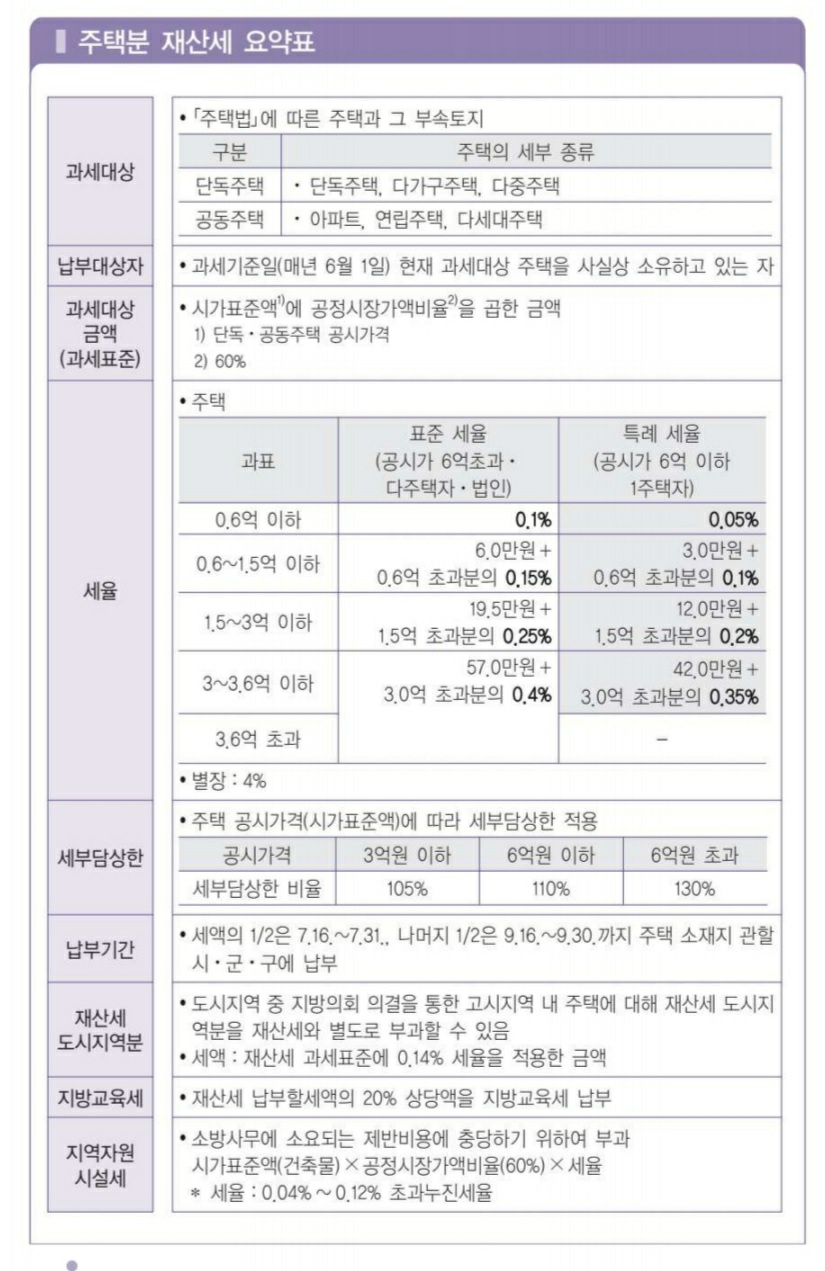 주택분 재산세 요약표
과세대상
• 「주택법」에 따른 주택과 그 부속토지
구분 주택의 세부 종류
단독주택 · 단독주택, 다가구주택, 다중주택
공동주택 · 아파트, 연립주택, 다세대주택
납부대상자 • 과세기준일(매년 6월 1일) 현재 과세대상 주택을 사실상 소유하고 있는 자
과세대상
금액
(과세표준)
• 시가표준액1)에 공정시장가액비율2)을 곱한 금액
1) 단독·공동주택 공시가격
2) 60%
세율
• 주택
과표
표준 세율
(공시가 6억초과·
다주택자·법인)
특례 세율
(공시가 6억 이하
1주택자)
0.6억 이하 0.1% 0.05%
0.6~1.5억 이하
6.0만원+
0.6억 초과분의 0.15%
3.0만원+
0.6억 초과분의 0.1%
1.5~3억 이하
19.5만원+
1.5억 초과분의 0.25%
12.0만원+
1.5억 초과분의 0.2%
3~3.6억 이하
57.0만원+
3.0억 초과분의 0.4%
42.0만원+
3.0억 초과분의 0.35%
3.6억 초과 –
• 별장 : 4%
세부담상한
• 주택 공시가격(시가표준액)에 따라 세부담상한 적용
공시가격 3억원 이하 6억원 이하 6억원 초과
세부담상한 비율 105% 110% 130%
납부기간
• 세액의 1/2은 7.16.~7.31., 나머지 1/2은 9.16.~9.30.까지 주택 소재지 관할
시·군·구에 납부
재산세
도시지역분
• 도시지역 중 지방의회 의결을 통한 고시지역 내 주택에 대해 재산세 도시지
역분을 재산세와 별도로 부과할 수 있음
• 세액 : 재산세 과세표준에 0.14% 세율을 적용한 금액
지방교육세 • 재산세 납부할세액의 20% 상당액을 지방교육세 납부
지역자원
시설세
• 소방사무에 소요되는 제반비용에 충당하기 위하여 부과
시가표준액(건축물)×공정시장가액비율(60%)×세율
* 세율 : 0.04%~0.12% 초과누진세율